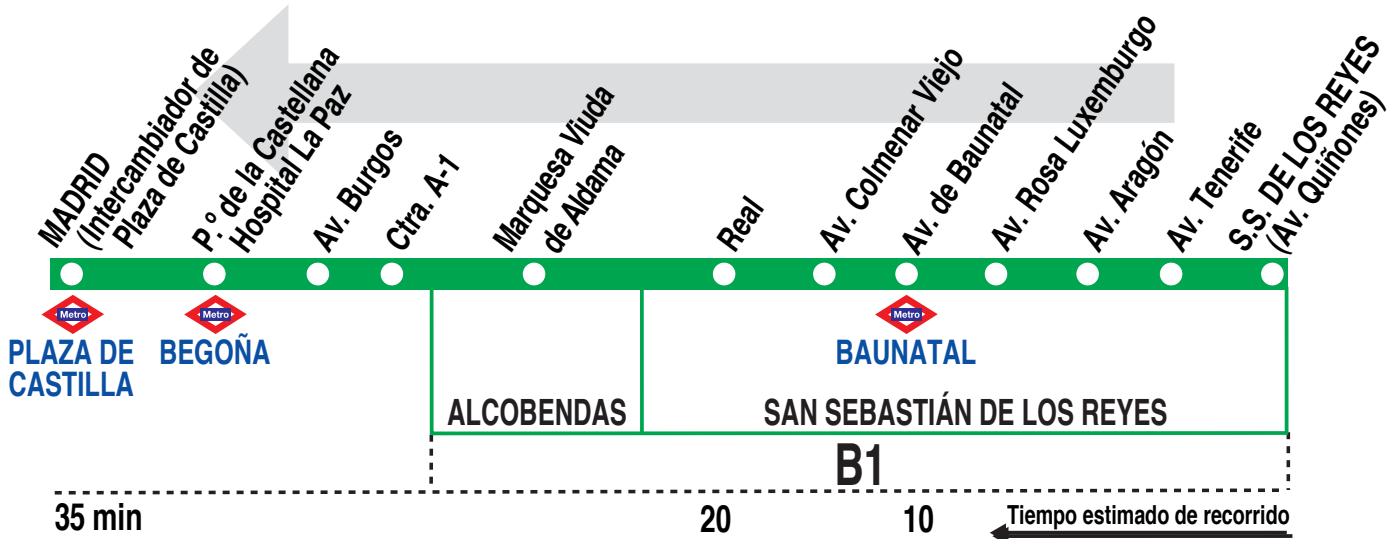 MADRID
(Intercambiador de
Plaza de Castilla)
P.º de la Castellana
Hospital La Paz
Av. Burgos
Ctra. A-1
Marquesa Viuda
de Aldama
Real
Av. Colmenar Viejo
Av. de Baunatal
Av. Rosa Luxemburgo
Av. Aragón
Av. Tenerife
S.S. DE LOS REYES
(Av. Quiñones)
Metro
Metro
Metro
PLAZA DE
CASTILLA
BEGOÑA
BAUNATAL
ALCOBENDAS
SAN SEBASTIÁN DE LOS REYES
B1
35 min
20
10
Tiempo estimado de recorrido